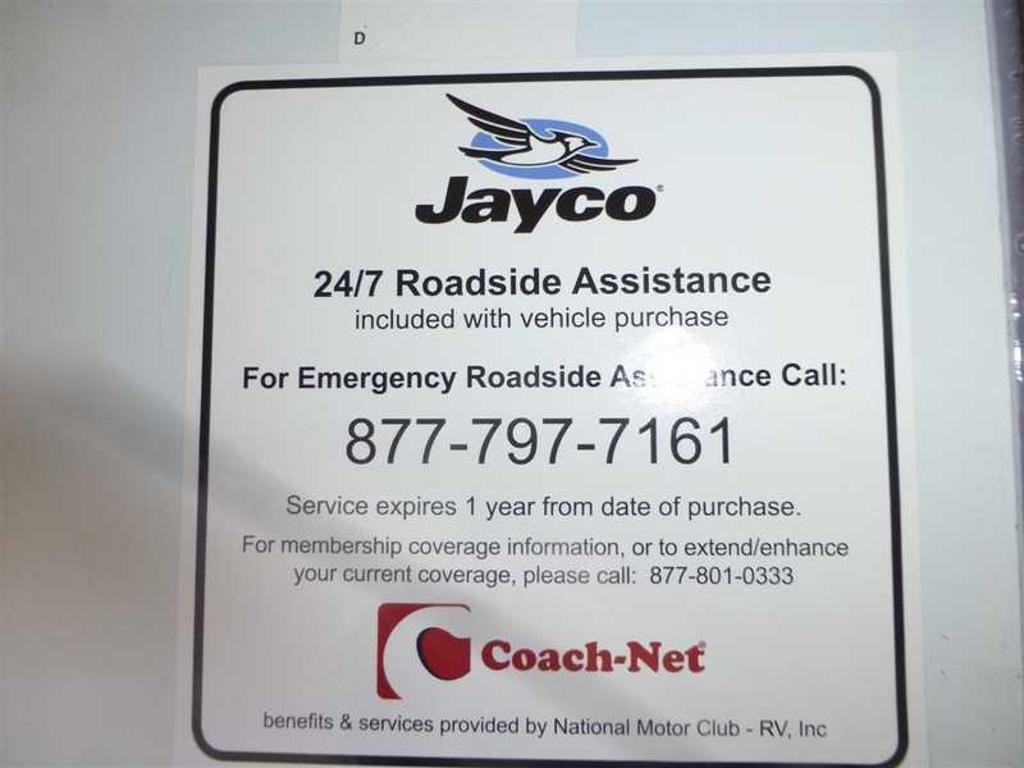 D
Jayco®
24/7 Roadside Assistance
included with vehicle purchase
For Emergency Roadside Assistance Call:
877-797-7161
Service expires 1 year from date of purchase.
For membership coverage information, or to extend/enhance
your current coverage, please call: 877-801-0333
Coach-Net®
benefits & services provided by National Motor Club - RV, Inc